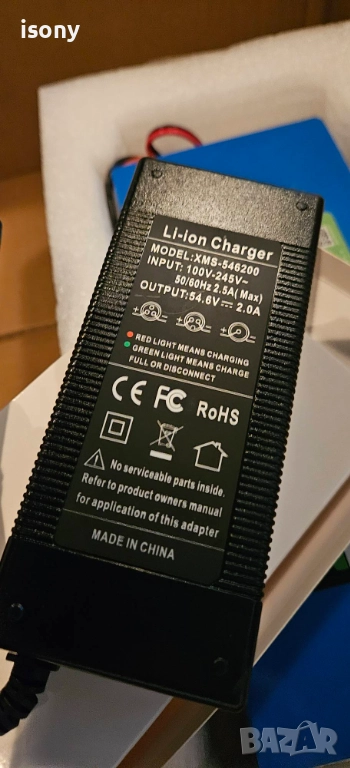 isony
Li-ion Charger
MODEL:XMS-546200
INPUT: 100V-245V~
50/60Hz 2.5A(Max)
OUTPUT:54.6V⎓ 2.0A
RED LIGHT MEANS CHARGING
GREEN LIGHT MEANS CHARGE
FULL OR DISCONNECT
CE FC RoHS
No serviceable parts inside.
Refer to product owners manual
for application of this adapter
MADE IN CHINA
BAZAR